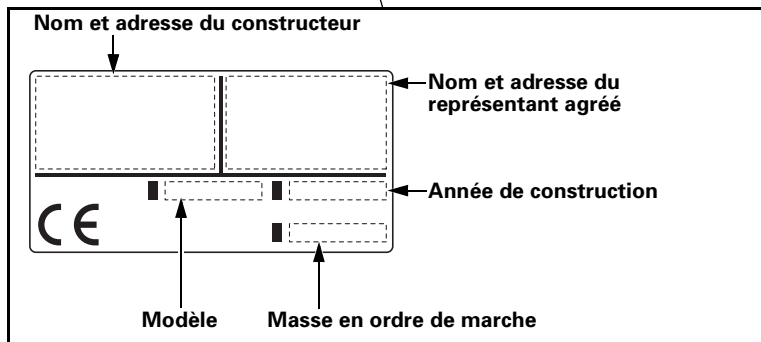 Nom et adresse du constructeur
Nom et adresse du
représentant agréé
Année de construction
CE
Modèle
Masse en ordre de marche